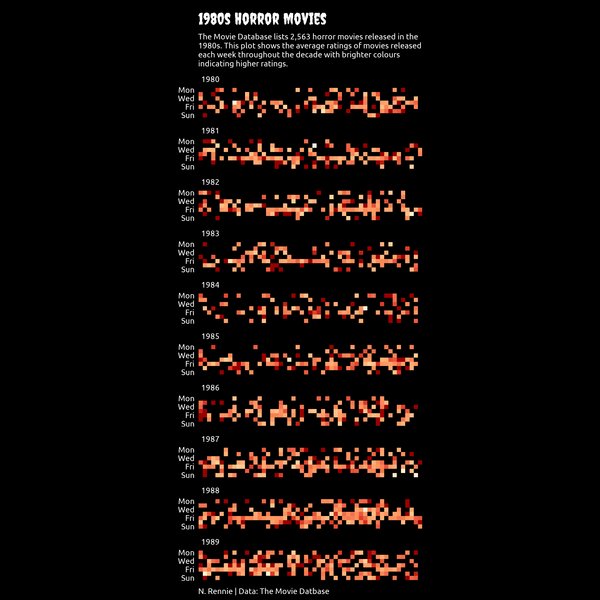 1980S HORROR MOVIES
The Movie Database lists 2,563 horror movies released in the
1980s. This plot shows the average ratings of movies released
each week throughout the decade with brighter colours
indicating higher ratings.
1980
Mon
Wed
Fri
Sun
1981
Mon
Wed
Fri
Sun
1982
Mon
Wed
Fri
Sun
1983
Mon
Wed
Fri
Sun
1984
Mon
Wed
Fri
Sun
1985
Mon
Wed
Fri
Sun
1986
Mon
Wed
Fri
Sun
1987
Mon
Wed
Fri
Sun
1988
Mon
Wed
Fri
Sun
1989
Mon
Wed
Fri
Sun
N. Rennie | Data: The Movie Datbase